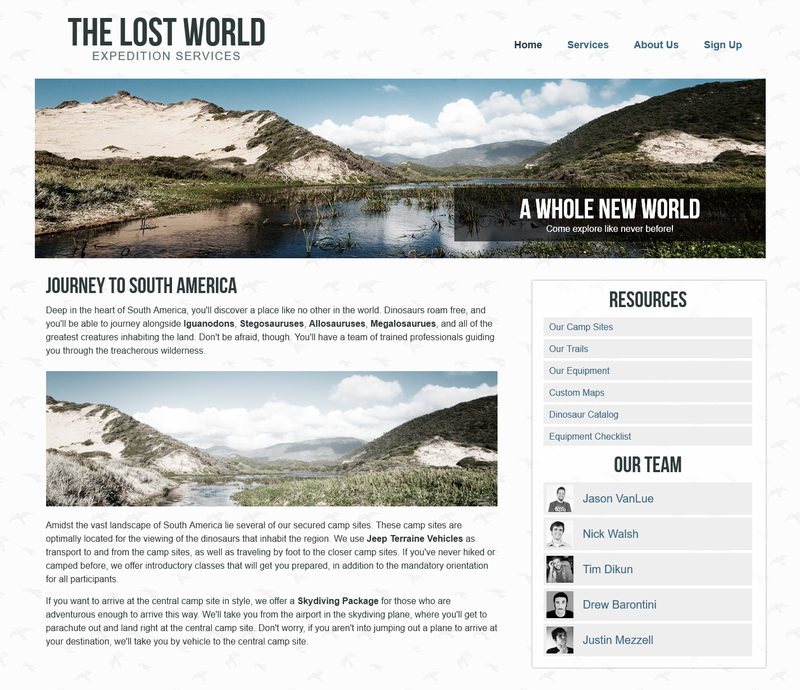 THE LOST WORLD
EXPEDITION SERVICES
Home Services About Us Sign Up
A WHOLE NEW WORLD
Come explore like never before!
JOURNEY TO SOUTH AMERICA
Deep in the heart of South America, you'll discover a place like no other in the world. Dinosaurs roam free, and
you'll be able to journey alongside Iguanodons, Stegosauruses, Allosauruses, Megalosaurues, and all of the
greatest creatures inhabiting the land. Don't be afraid, though. You'll have a team of trained professionals guiding
you through the treacherous wilderness.
Amidst the vast landscape of South America lie several of our secured camp sites. These camp sites are
optimally located for the viewing of the dinosaurs that inhabit the region. We use Jeep Terraine Vehicles as
transport to and from the camp sites, as well as traveling by foot to the closer camp sites. If you've never hiked or
camped before, we offer introductory classes that will get you prepared, in addition to the mandatory orientation
for all participants.
If you want to arrive at the central camp site in style, we offer a Skydiving Package for those who are
adventurous enough to arrive this way. We'll take you from the airport in the skydiving plane, where you'll get to
parachute out and land right at the central camp site. Don't worry, if you aren't into jumping out a plane to arrive at
your destination, we'll take you by vehicle to the central camp site.
RESOURCES
Our Camp Sites
Our Trails
Our Equipment
Custom Maps
Dinosaur Catalog
Equipment Checklist
OUR TEAM
Jason VanLue
Nick Walsh
Tim Dikun
Drew Barontini
Justin Mezzell